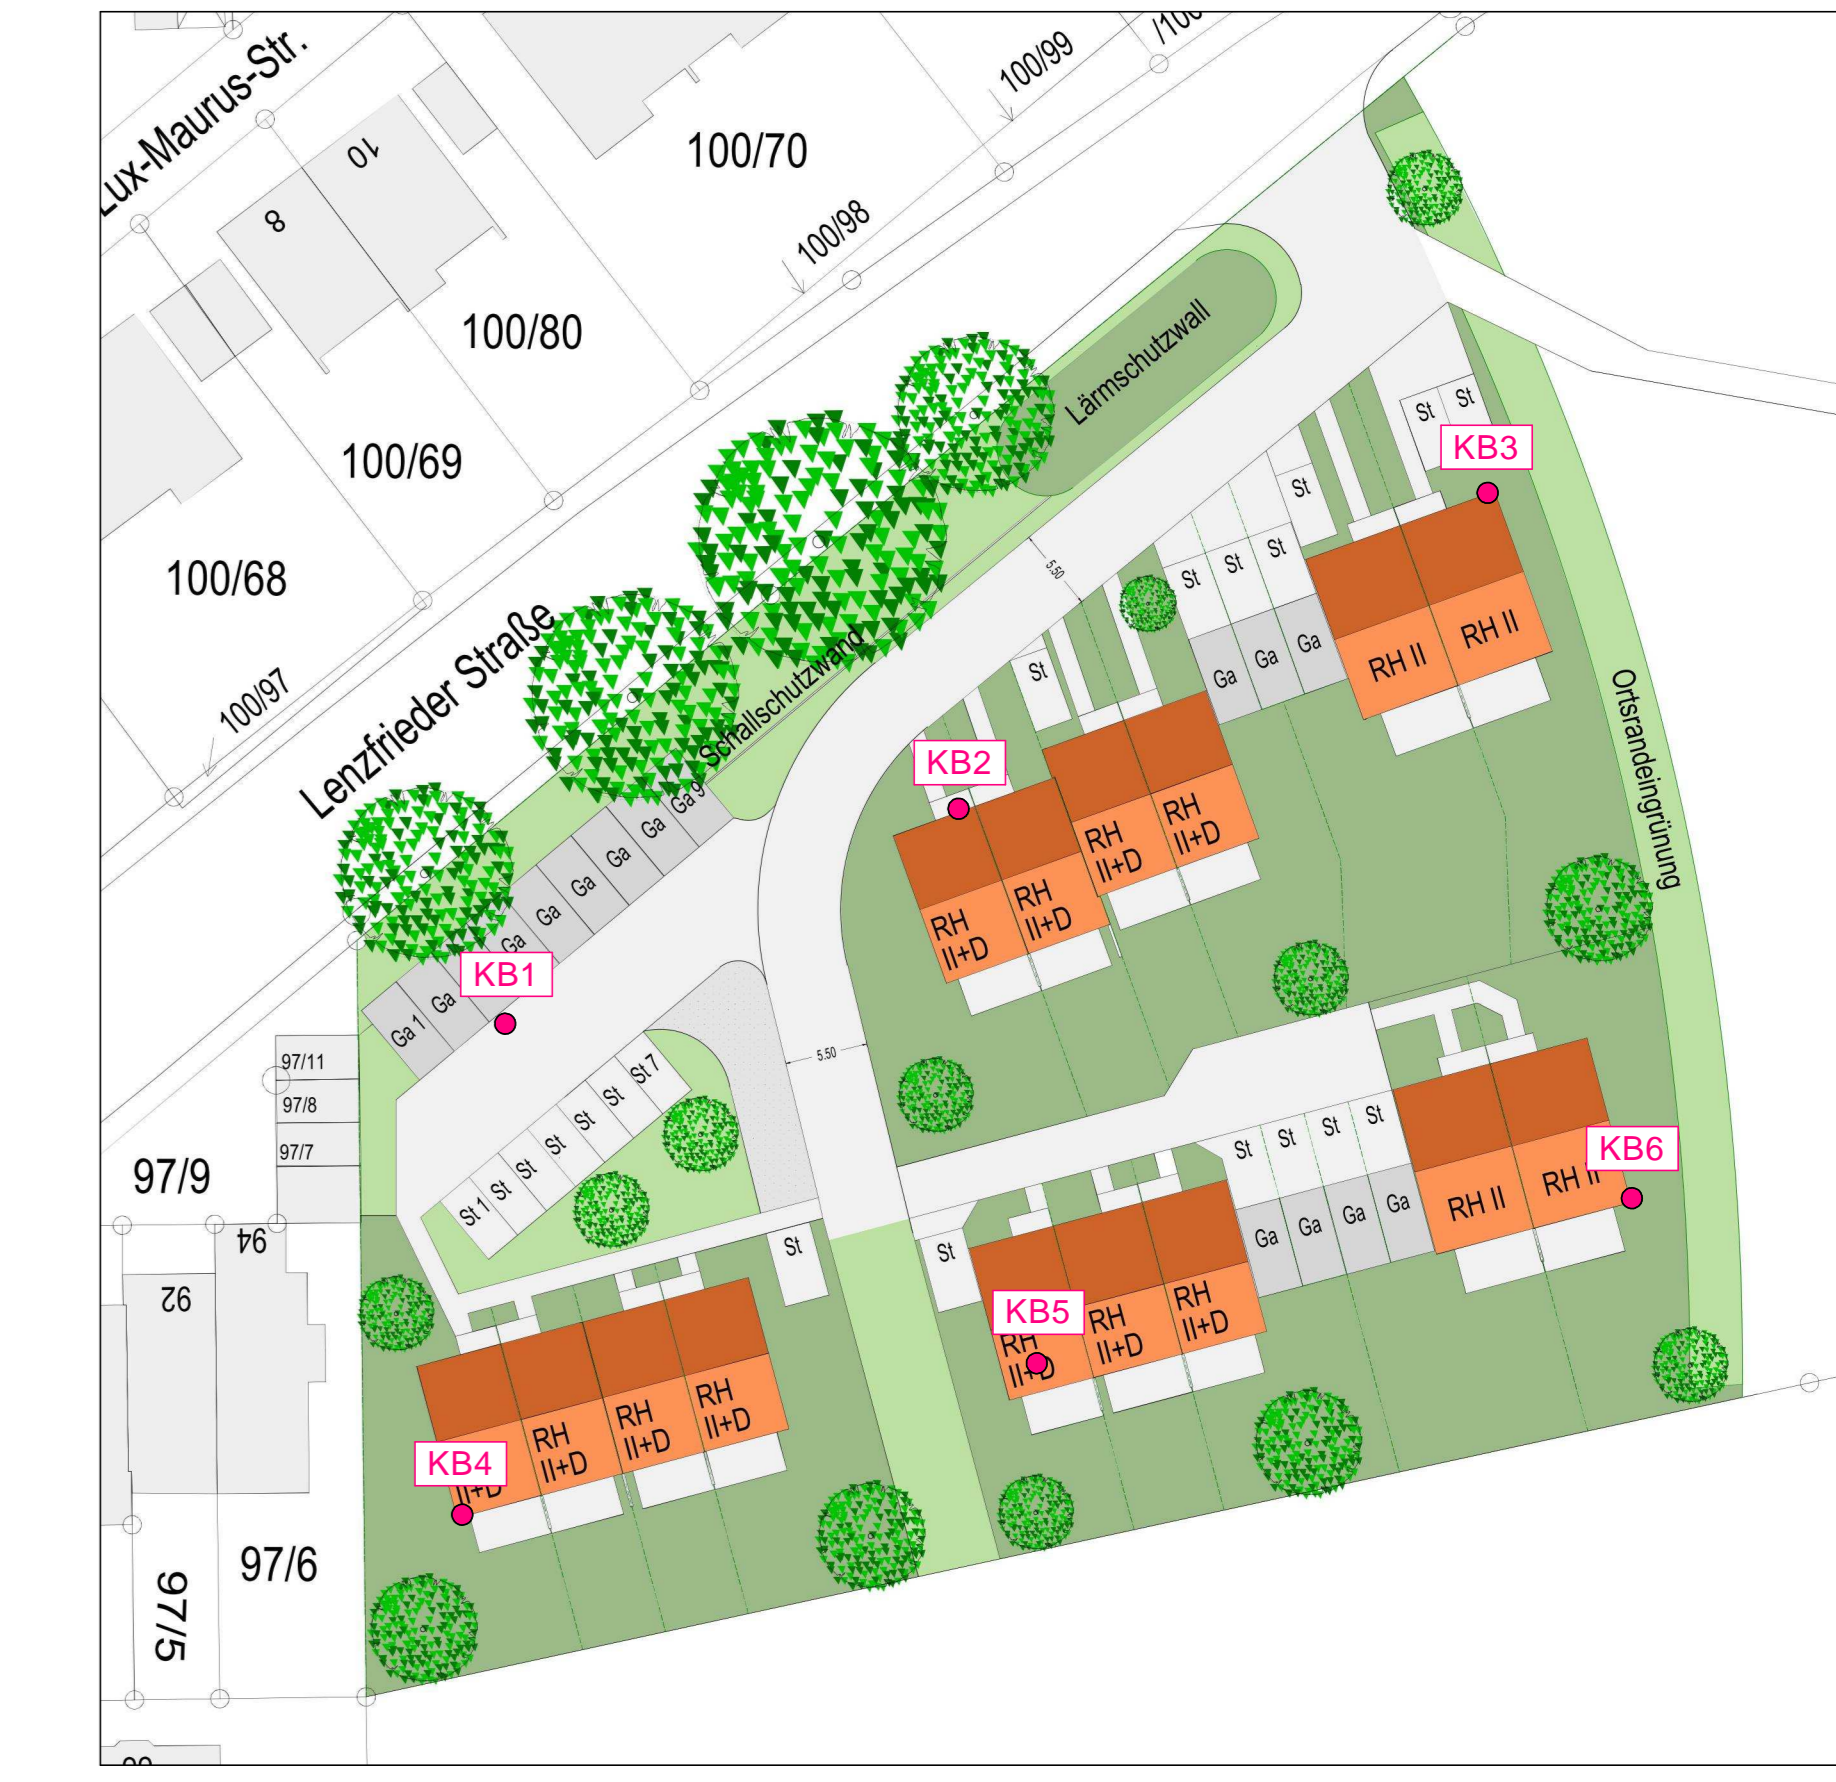 Lux-Maurus-Str.
10
8
100/70
100/99
/100
100/98
100/80
100/69
100/68
100/97
Lenzfrieder Straße
Lärmschutzwall
Schallschutzwand
Ortsrandeingrünung
St
St
KB3
St
St
St
St
5.50
Ga
Ga
Ga
RH II
RH II
St
KB2
RH
II+D
RH
II+D
RH
II+D
RH
II+D
Ga 9
Ga
Ga
Ga
Ga
Ga
KB1
Ga
Ga 1
5.50
97/11
97/8
97/7
97/9
94
92
97/6
97/5
St 7
St
St
St
St
St
St 1
St
St
St
St
St
St
Ga
Ga
Ga
Ga
RH II
RH II
KB6
KB5
RH
II+D
RH
II+D
RH
II+D
RH
II+D
RH
II+D
RH
II+D
KB4
II+D